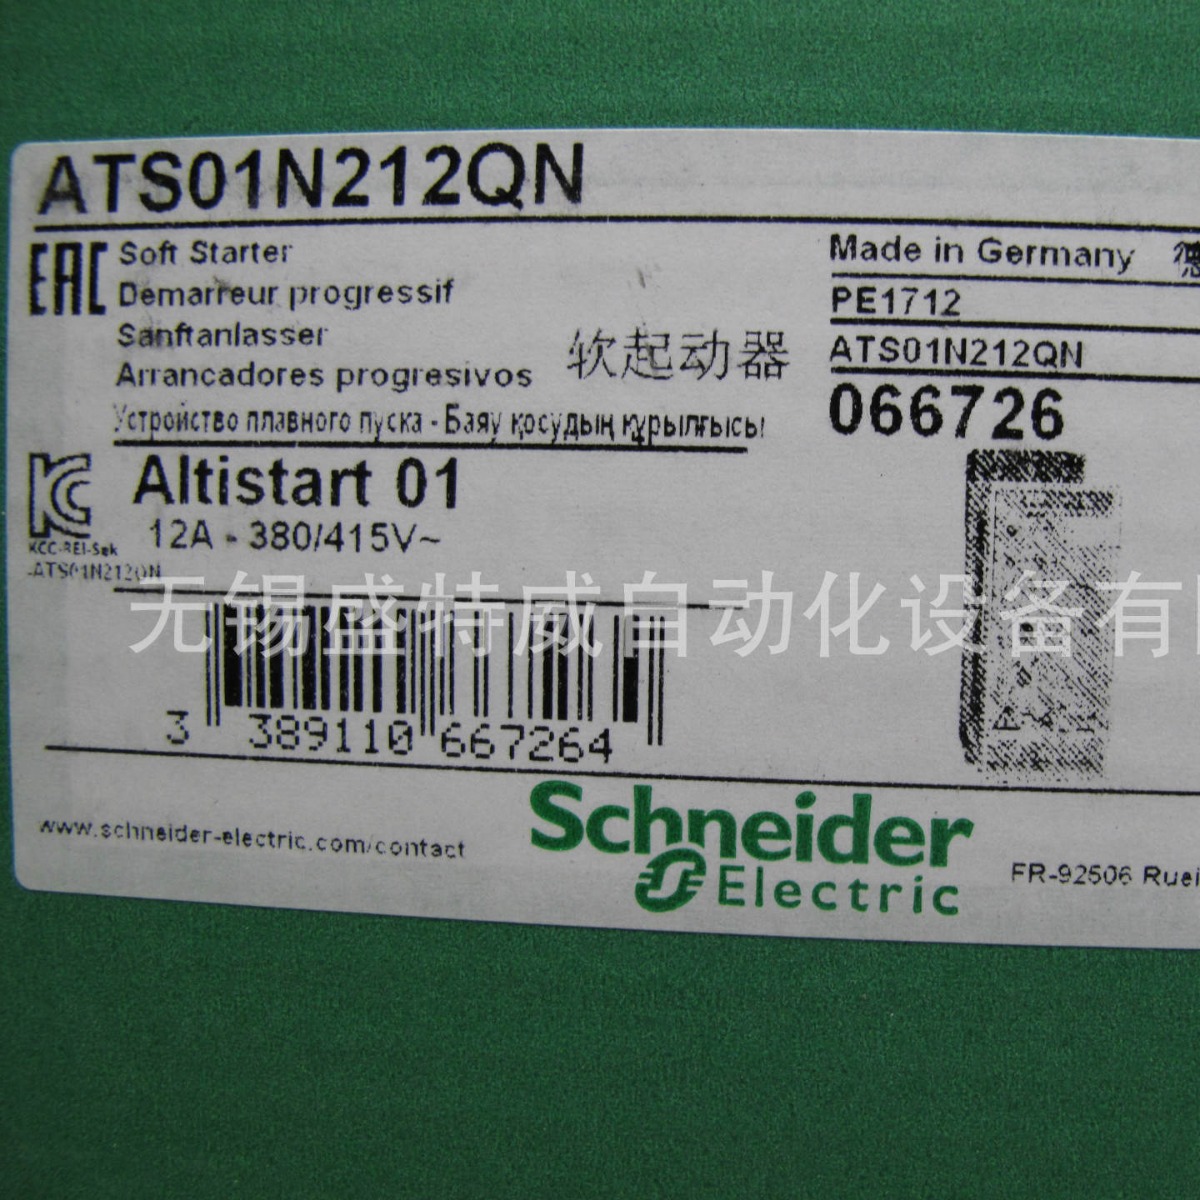 ATS01N212QN
EAC
Soft Starter
Demarreur progressif
Sanftanlasser
软起动器
Arrancadores progresivos
Устройство плавного пуска - Баяу қосудың құрылғысы
Made in Germany 德
PE1712
ATS01N212QN
066726
KC
KCC-REI-Sek
-ATS01N212QN
Altistart 01
12A - 380/415V~
无锡盛特威自动化设备有
3 389110 667264
www.schneider-electric.com/contact
Schneider
Electric
FR-92506 Ruei